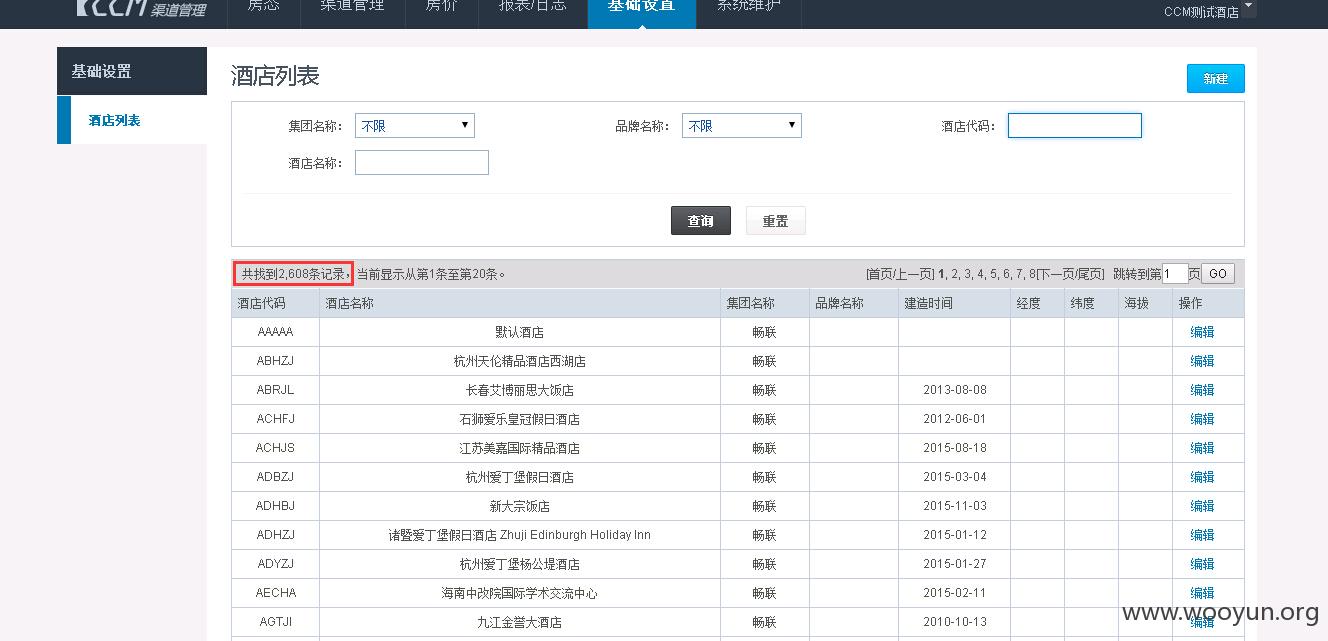 CCM 渠道管理 房态 渠道管理 房价 报表/日志 基础设置 系统维护 CCM测试酒店
基础设置
酒店列表
酒店列表 新建
集团名称: 不限 品牌名称: 不限 酒店代码:
酒店名称:
查询 重置
共找到2,608条记录，当前显示从第1条至第20条。 [首页/上一页] 1, 2, 3, 4, 5, 6, 7, 8[下一页/尾页] 跳转到第1页 GO
酒店代码 酒店名称 集团名称 品牌名称 建造时间 经度 纬度 海拔 操作
AAAAA 默认酒店 畅联 编辑
ABHZJ 杭州天伦精品酒店西湖店 畅联 编辑
ABRJL 长春艾博丽思大饭店 畅联 2013-08-08 编辑
ACHFJ 石狮爱乐皇冠假日酒店 畅联 2012-06-01 编辑
ACHJS 江苏美嘉国际精品酒店 畅联 2015-08-18 编辑
ADBZJ 杭州爱丁堡假日酒店 畅联 2015-03-04 编辑
ADHBJ 新大宗饭店 畅联 2015-11-03 编辑
ADHZJ 诸暨爱丁堡假日酒店 Zhuji Edinburgh Holiday Inn 畅联 2015-01-12 编辑
ADYZJ 杭州爱丁堡杨公堤酒店 畅联 2015-01-27 编辑
AECHA 海南中改院国际学术交流中心 畅联 2015-02-11 编辑
AGTJI 九江金誉大酒店 畅联 2010-10-13 编辑
www.wooyun.org